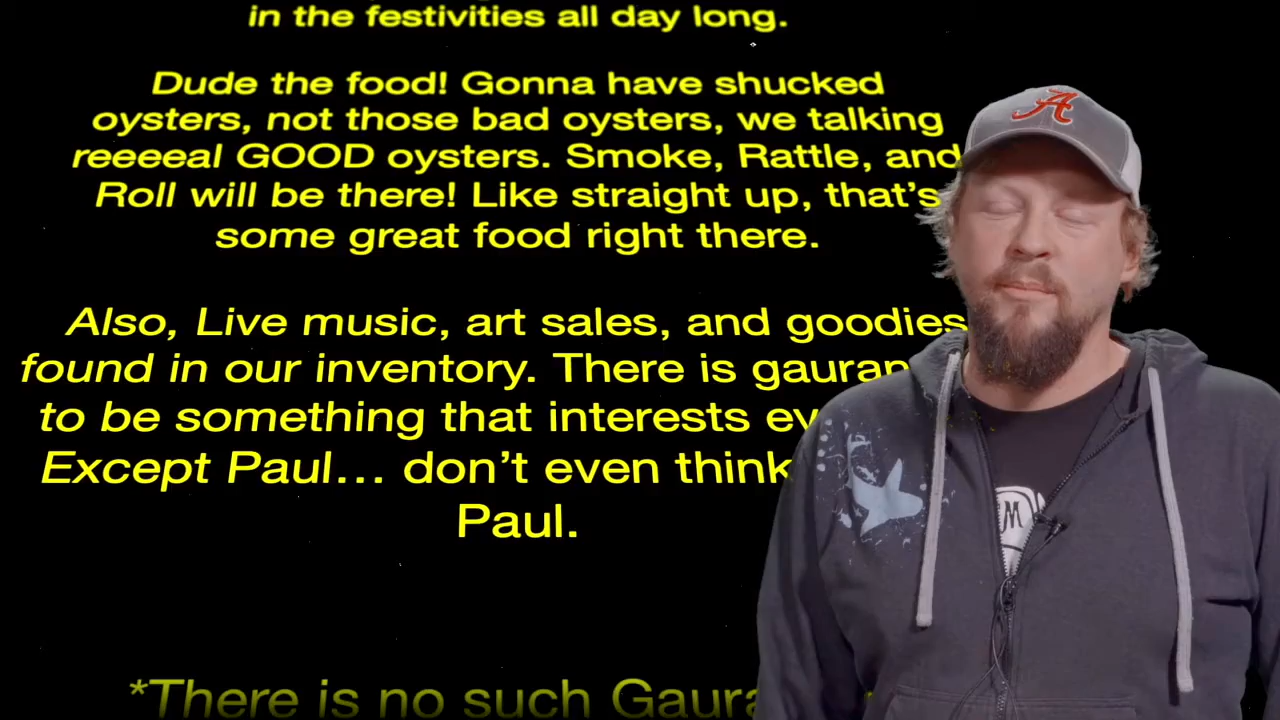 in the festivities all day long.
Dude the food! Gonna have shucked
oysters, not those bad oysters, we talking
reeeeal GOOD oysters. Smoke, Rattle, and
Roll will be there! Like straight up, that's
some great food right there.
Also, Live music, art sales, and goodies
found in our inventory. There is
to be something that interests
Except Paul... don't even think
Paul.
*There is no such
A
M